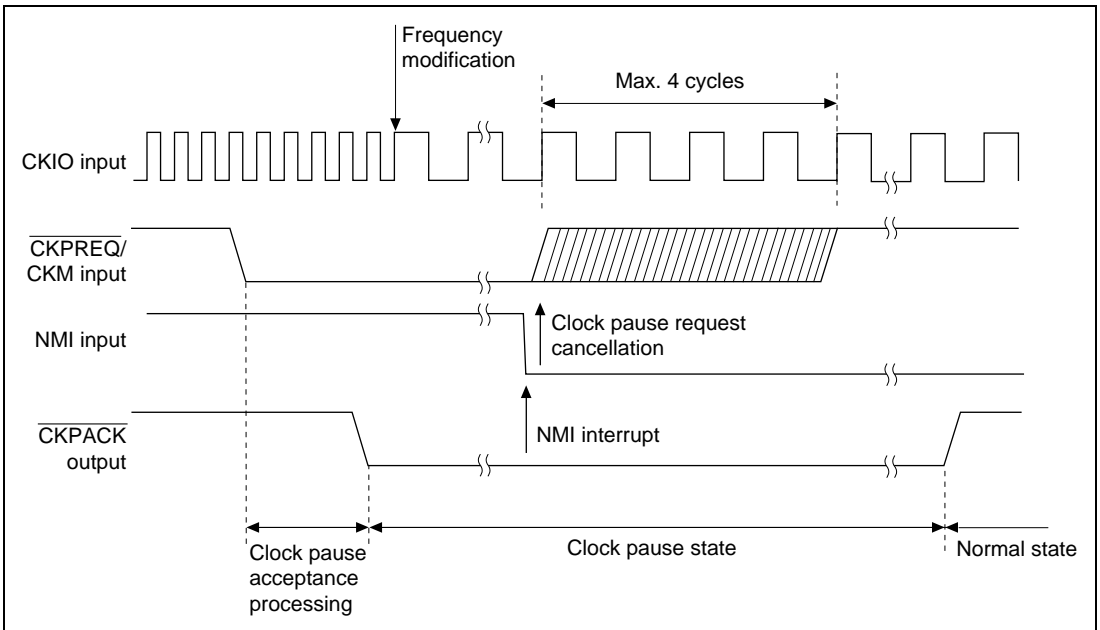 Frequency
modification
Max. 4 cycles
CKIO input
CKPREQ/
CKM input
NMI input
Clock pause request
cancellation
CKPACK
output
NMI interrupt
Clock pause
acceptance
processing
Clock pause state
Normal state